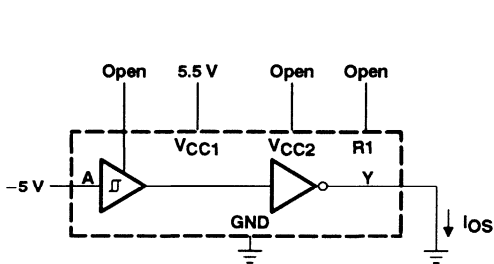 Open 5.5 V Open Open
VCC1 VCC2 R1
–5 V A Y
GND
IOS